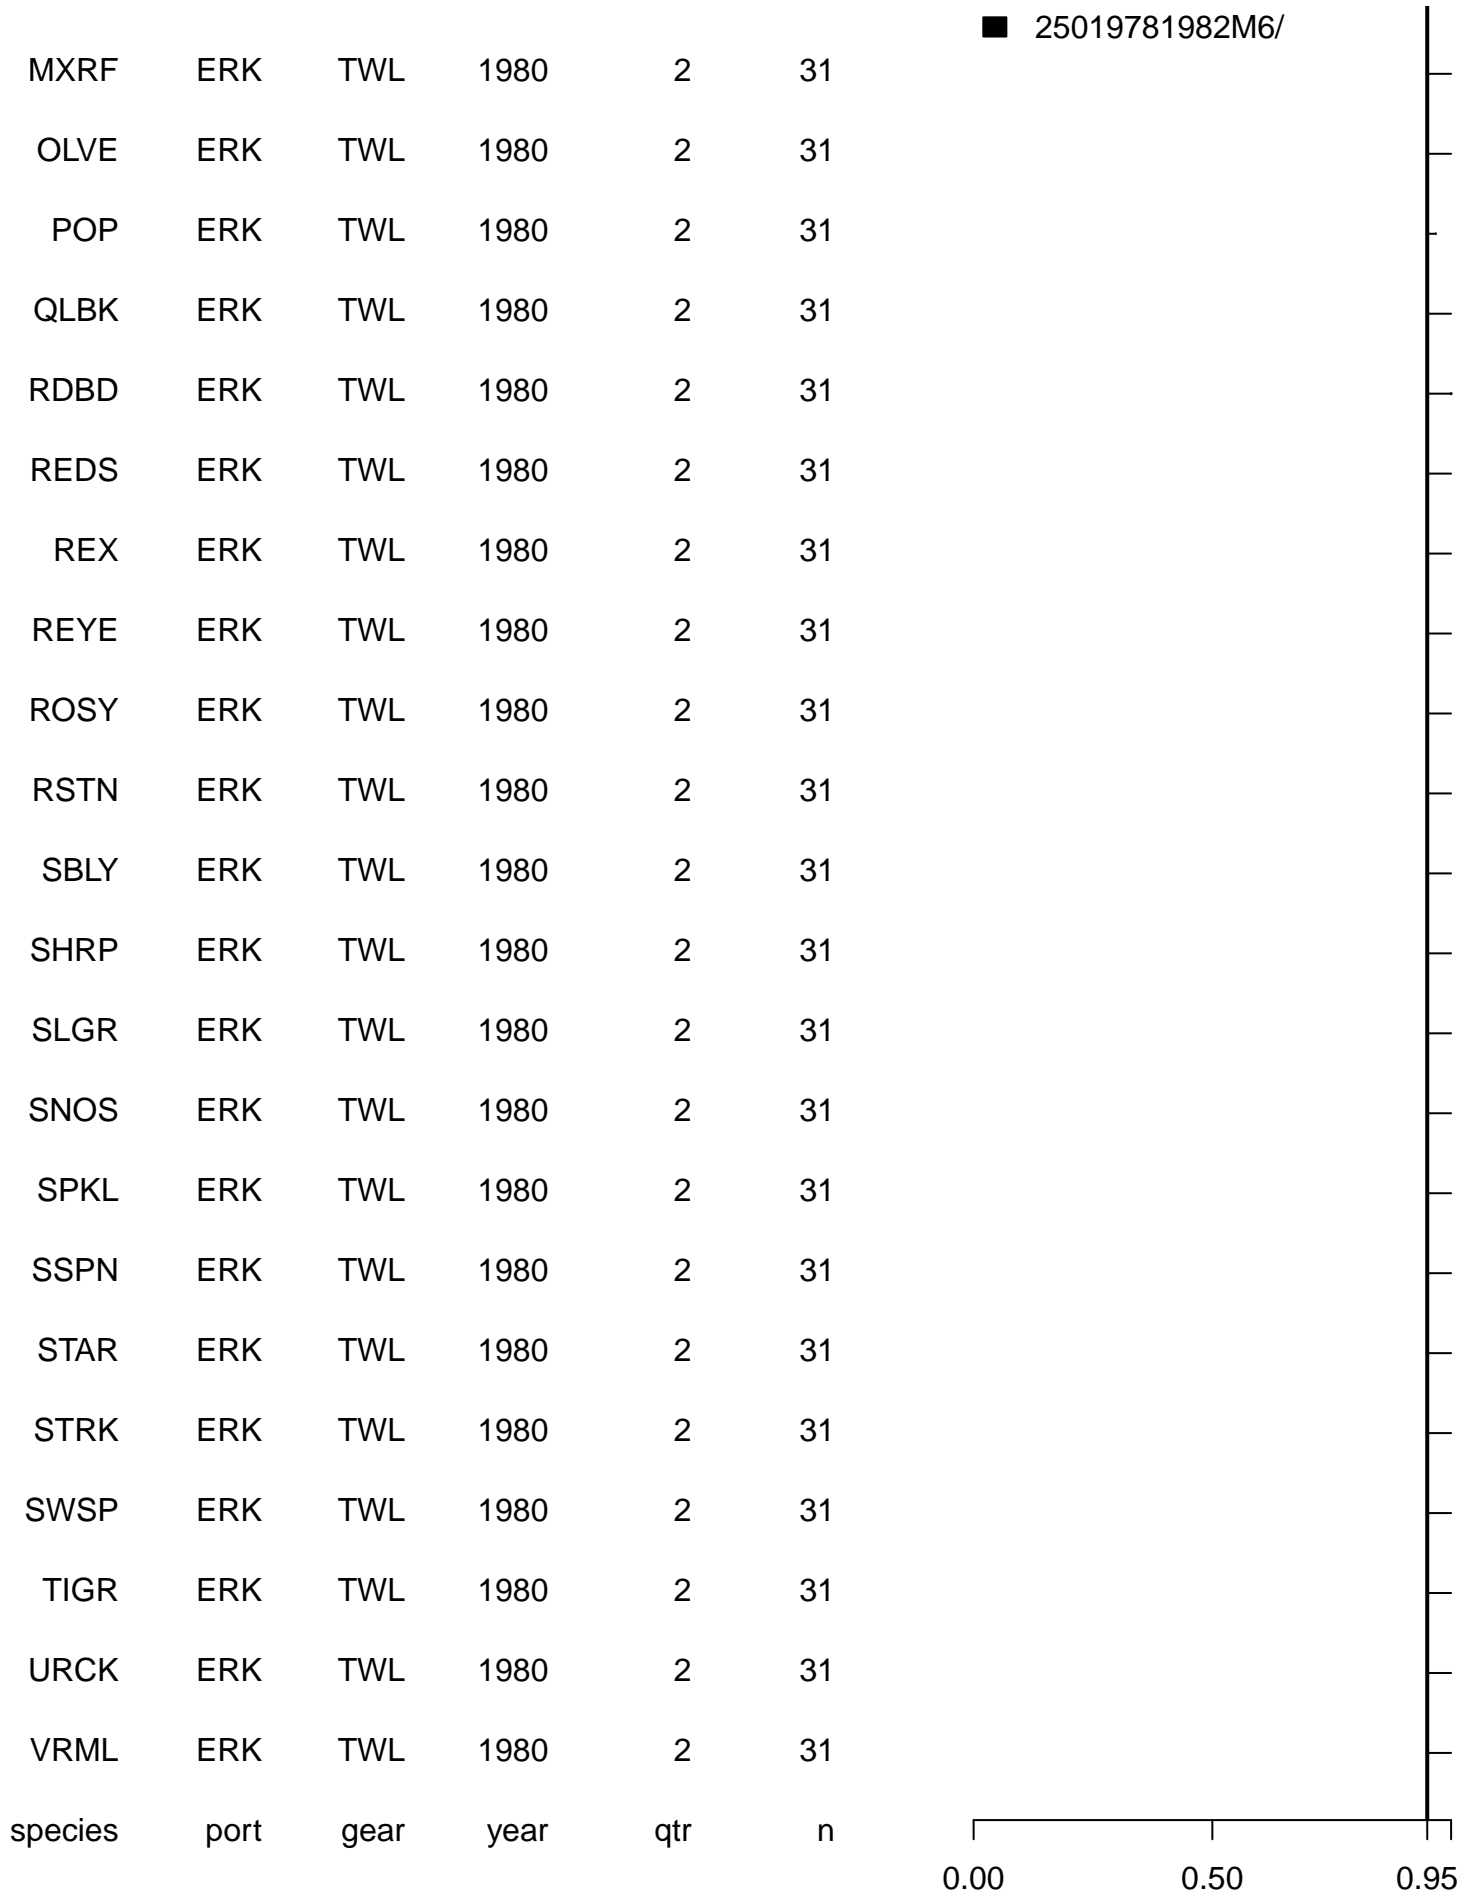 25019781982M6/
MXRF ERK TWL 1980 2 31
OLVE ERK TWL 1980 2 31
POP ERK TWL 1980 2 31
QLBK ERK TWL 1980 2 31
RDBD ERK TWL 1980 2 31
REDS ERK TWL 1980 2 31
REX ERK TWL 1980 2 31
REYE ERK TWL 1980 2 31
ROSY ERK TWL 1980 2 31
RSTN ERK TWL 1980 2 31
SBLY ERK TWL 1980 2 31
SHRP ERK TWL 1980 2 31
SLGR ERK TWL 1980 2 31
SNOS ERK TWL 1980 2 31
SPKL ERK TWL 1980 2 31
SSPN ERK TWL 1980 2 31
STAR ERK TWL 1980 2 31
STRK ERK TWL 1980 2 31
SWSP ERK TWL 1980 2 31
TIGR ERK TWL 1980 2 31
URCK ERK TWL 1980 2 31
VRML ERK TWL 1980 2 31
species port gear year qtr n
0.00 0.50 0.95